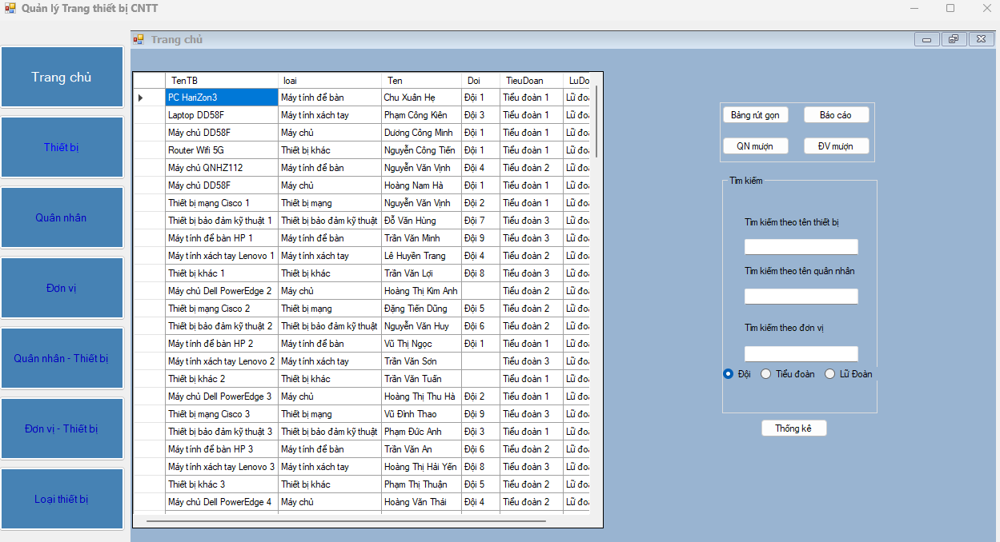 Quản lý Trang thiết bị CNTT
Trang chủ
Thiết bị
Quân nhân
Đơn vị
Quân nhân - Thiết bị
Đơn vị - Thiết bị
Loại thiết bị
Trang chủ
TenTB loai Ten Doi TieuDoan LuDo
PC HariZon3 Máy tính để bàn Chu Xuân Hẹ Đội 1 Tiểu đoàn 1 Lữ đoà
Laptop DD58F Máy tính xách tay Phạm Công Kiên Đội 3 Tiểu đoàn 1 Lữ đoà
Máy chủ DD58F Máy chủ Dương Công Minh Đội 1 Tiểu đoàn 1 Lữ đoà
Router Wifi 5G Thiết bị khác Nguyễn Công Tiến Đội 1 Tiểu đoàn 1 Lữ đoà
Máy chủ QNHZ112 Máy tính để bàn Nguyễn Văn Vịnh Đội 4 Tiểu đoàn 2 Lữ đoà
Máy chủ DD58F Máy chủ Hoàng Nam Hà Đội 1 Tiểu đoàn 1 Lữ đoà
Thiết bị mạng Cisco 1 Thiết bị mạng Nguyễn Văn Vịnh Đội 2 Tiểu đoàn 1 Lữ đoà
Thiết bị bảo đảm kỹ thuật 1 Thiết bị bảo đảm kỹ thuật Đỗ Văn Hùng Đội 7 Tiểu đoàn 3 Lữ đoà
Máy tính để bàn HP 1 Máy tính để bàn Trần Văn Minh Đội 9 Tiểu đoàn 3 Lữ đoà
Máy tính xách tay Lenovo 1 Máy tính xách tay Lê Huyền Trang Đội 4 Tiểu đoàn 2 Lữ đoà
Thiết bị khác 1 Thiết bị khác Trần Văn Lợi Đội 8 Tiểu đoàn 3 Lữ đoà
Máy chủ Dell PowerEdge 2 Máy chủ Hoàng Thị Kim Anh Tiểu đoàn 2 Lữ đoà
Thiết bị mạng Cisco 2 Thiết bị mạng Đặng Tiến Dũng Đội 5 Tiểu đoàn 2 Lữ đoà
Thiết bị bảo đảm kỹ thuật 2 Thiết bị bảo đảm kỹ thuật Nguyễn Văn Huy Đội 6 Tiểu đoàn 2 Lữ đoà
Máy tính để bàn HP 2 Máy tính để bàn Vũ Thị Ngọc Đội 1 Tiểu đoàn 1 Lữ đoà
Máy tính xách tay Lenovo 2 Máy tính xách tay Trần Văn Sơn Tiểu đoàn 3 Lữ đoà
Thiết bị khác 2 Thiết bị khác Trần Văn Tuấn Tiểu đoàn 1 Lữ đoà
Máy chủ Dell PowerEdge 3 Máy chủ Hoàng Thị Thu Hà Đội 2 Tiểu đoàn 1 Lữ đoà
Thiết bị mạng Cisco 3 Thiết bị mạng Vũ Đình Thao Đội 9 Tiểu đoàn 3 Lữ đoà
Thiết bị bảo đảm kỹ thuật 3 Thiết bị bảo đảm kỹ thuật Phạm Đức Anh Đội 3 Tiểu đoàn 1 Lữ đoà
Máy tính để bàn HP 3 Máy tính để bàn Trần Văn An Đội 6 Tiểu đoàn 2 Lữ đoà
Máy tính xách tay Lenovo 3 Máy tính xách tay Hoàng Thị Hải Yến Đội 8 Tiểu đoàn 3 Lữ đoà
Thiết bị khác 3 Thiết bị khác Phạm Thị Thuận Đội 5 Tiểu đoàn 2 Lữ đoà
Máy chủ Dell PowerEdge 4 Máy chủ Hoàng Văn Thái Đội 4 Tiểu đoàn 2 Lữ đoà
Bảng rút gọn Báo cáo
QN mượn ĐV mượn
Tìm kiếm
Tìm kiếm theo tên thiết bị
Tìm kiếm theo tên quân nhân
Tìm kiếm theo đơn vị
Đội Tiểu đoàn Lữ Đoàn
Thống kê